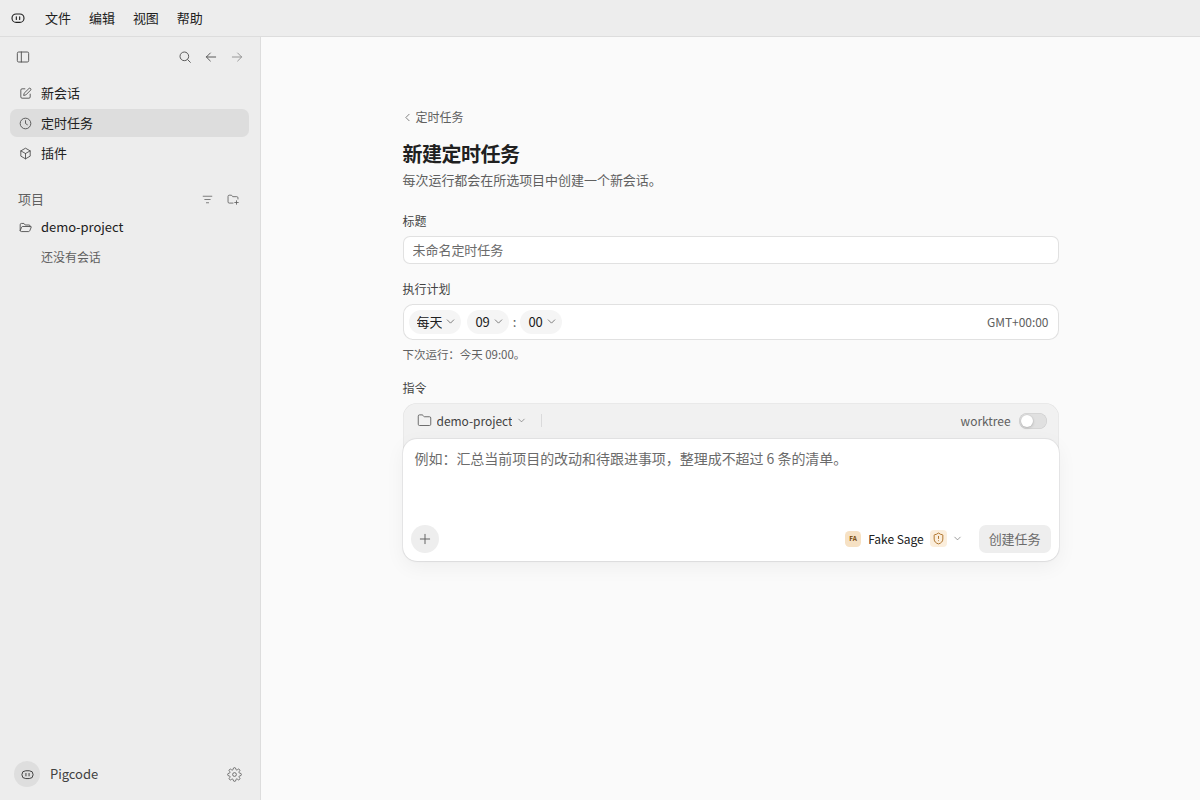 文件 编辑 视图 帮助
新会话
定时任务
插件
项目
demo-project
还没有会话
Pigcode
定时任务
新建定时任务
每次运行都会在所选项目中创建一个新会话。
标题
未命名定时任务
执行计划
每天 09 : 00 GMT+00:00
下次运行：今天 09:00。
指令
demo-project worktree
例如：汇总当前项目的改动和待跟进事项，整理成不超过 6 条的清单。
FA Fake Sage 创建任务